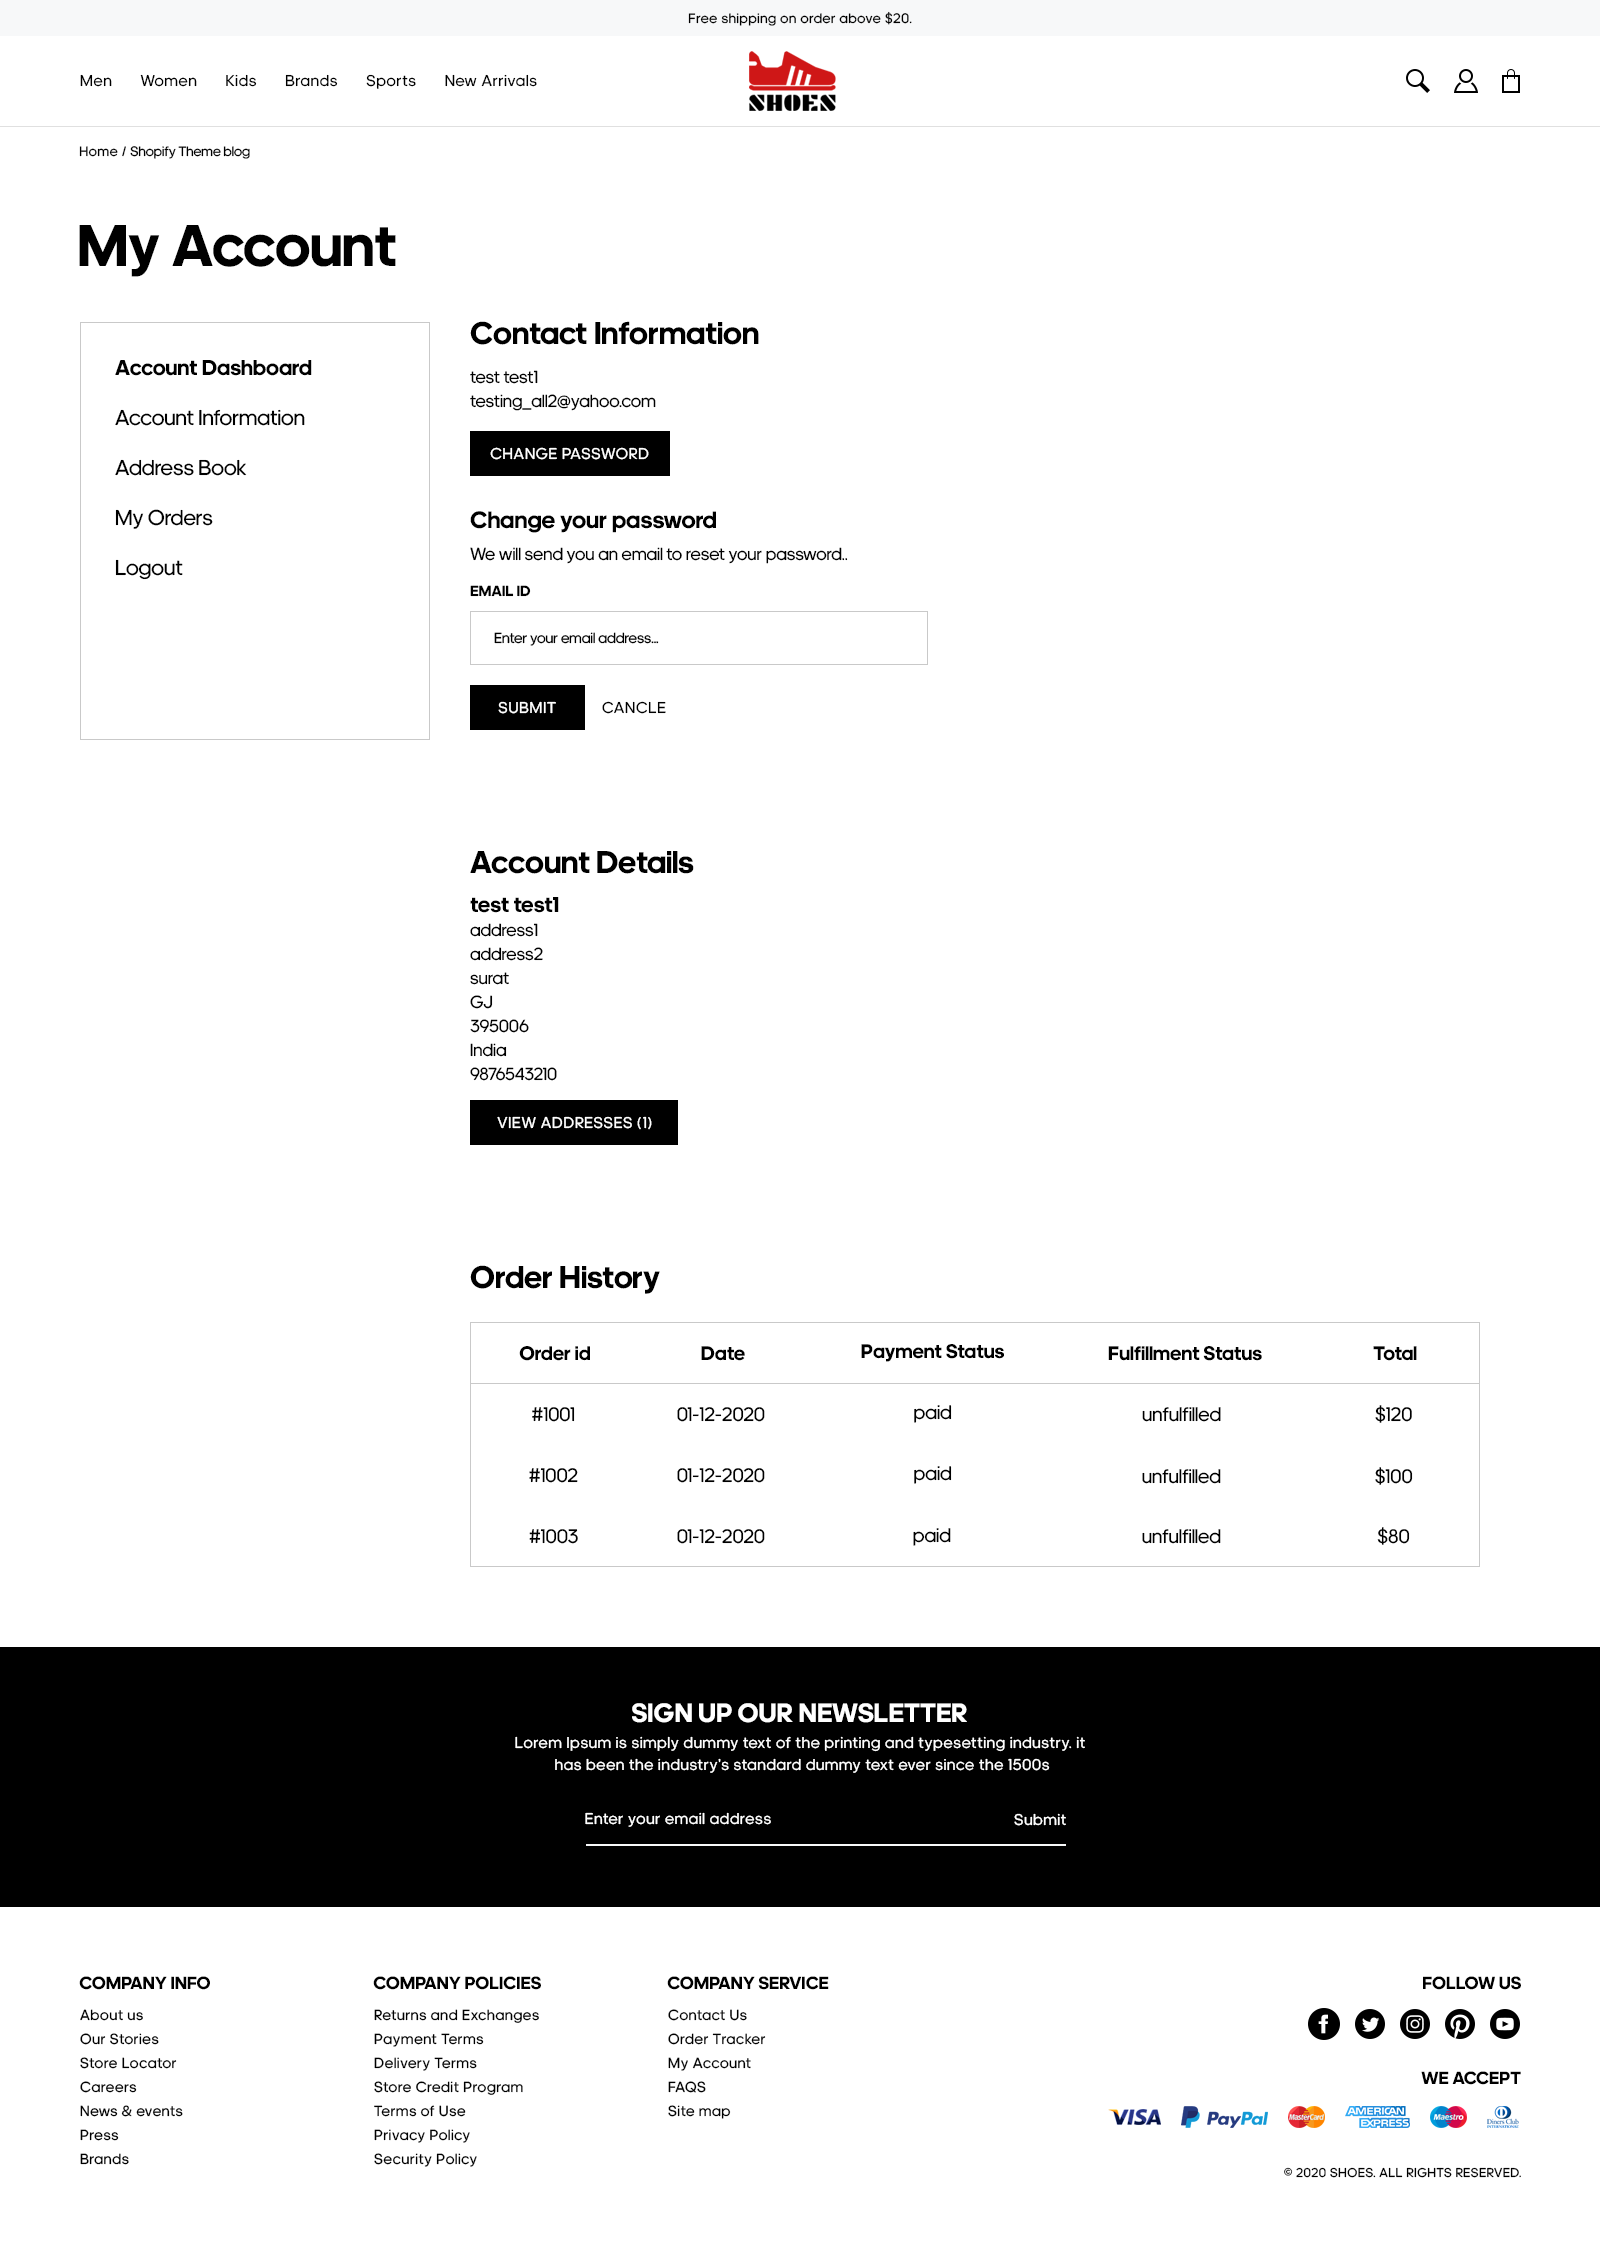 Free shipping on order above $20.
Men Women Kids Brands Sports New Arrivals
SHOES
Home / Shopify Theme blog
My Account
Account Dashboard
Account Information
Address Book
My Orders
Logout
Contact Information
test test1
testing_all2@yahoo.com
CHANGE PASSWORD
Change your password
We will send you an email to reset your password..
EMAIL ID
Enter your email address...
SUBMIT CANCLE
Account Details
test test1
address1
address2
surat
GJ
395006
India
9876543210
VIEW ADDRESSES (1)
Order History
Order id Date Payment Status Fulfillment Status Total
#1001 01-12-2020 paid unfulfilled $120
#1002 01-12-2020 paid unfulfilled $100
#1003 01-12-2020 paid unfulfilled $80
SIGN UP OUR NEWSLETTER
Lorem Ipsum is simply dummy text of the printing and typesetting industry. it
has been the industry's standard dummy text ever since the 1500s
Enter your email address Submit
COMPANY INFO
About us
Our Stories
Store Locator
Careers
News & events
Press
Brands
COMPANY POLICIES
Returns and Exchanges
Payment Terms
Delivery Terms
Store Credit Program
Terms of Use
Privacy Policy
Security Policy
COMPANY SERVICE
Contact Us
Order Tracker
My Account
FAQS
Site map
FOLLOW US
WE ACCEPT
VISA PayPal MasterCard AMERICAN EXPRESS Maestro Diners Club INTERNATIONAL
© 2020 SHOES. ALL RIGHTS RESERVED.